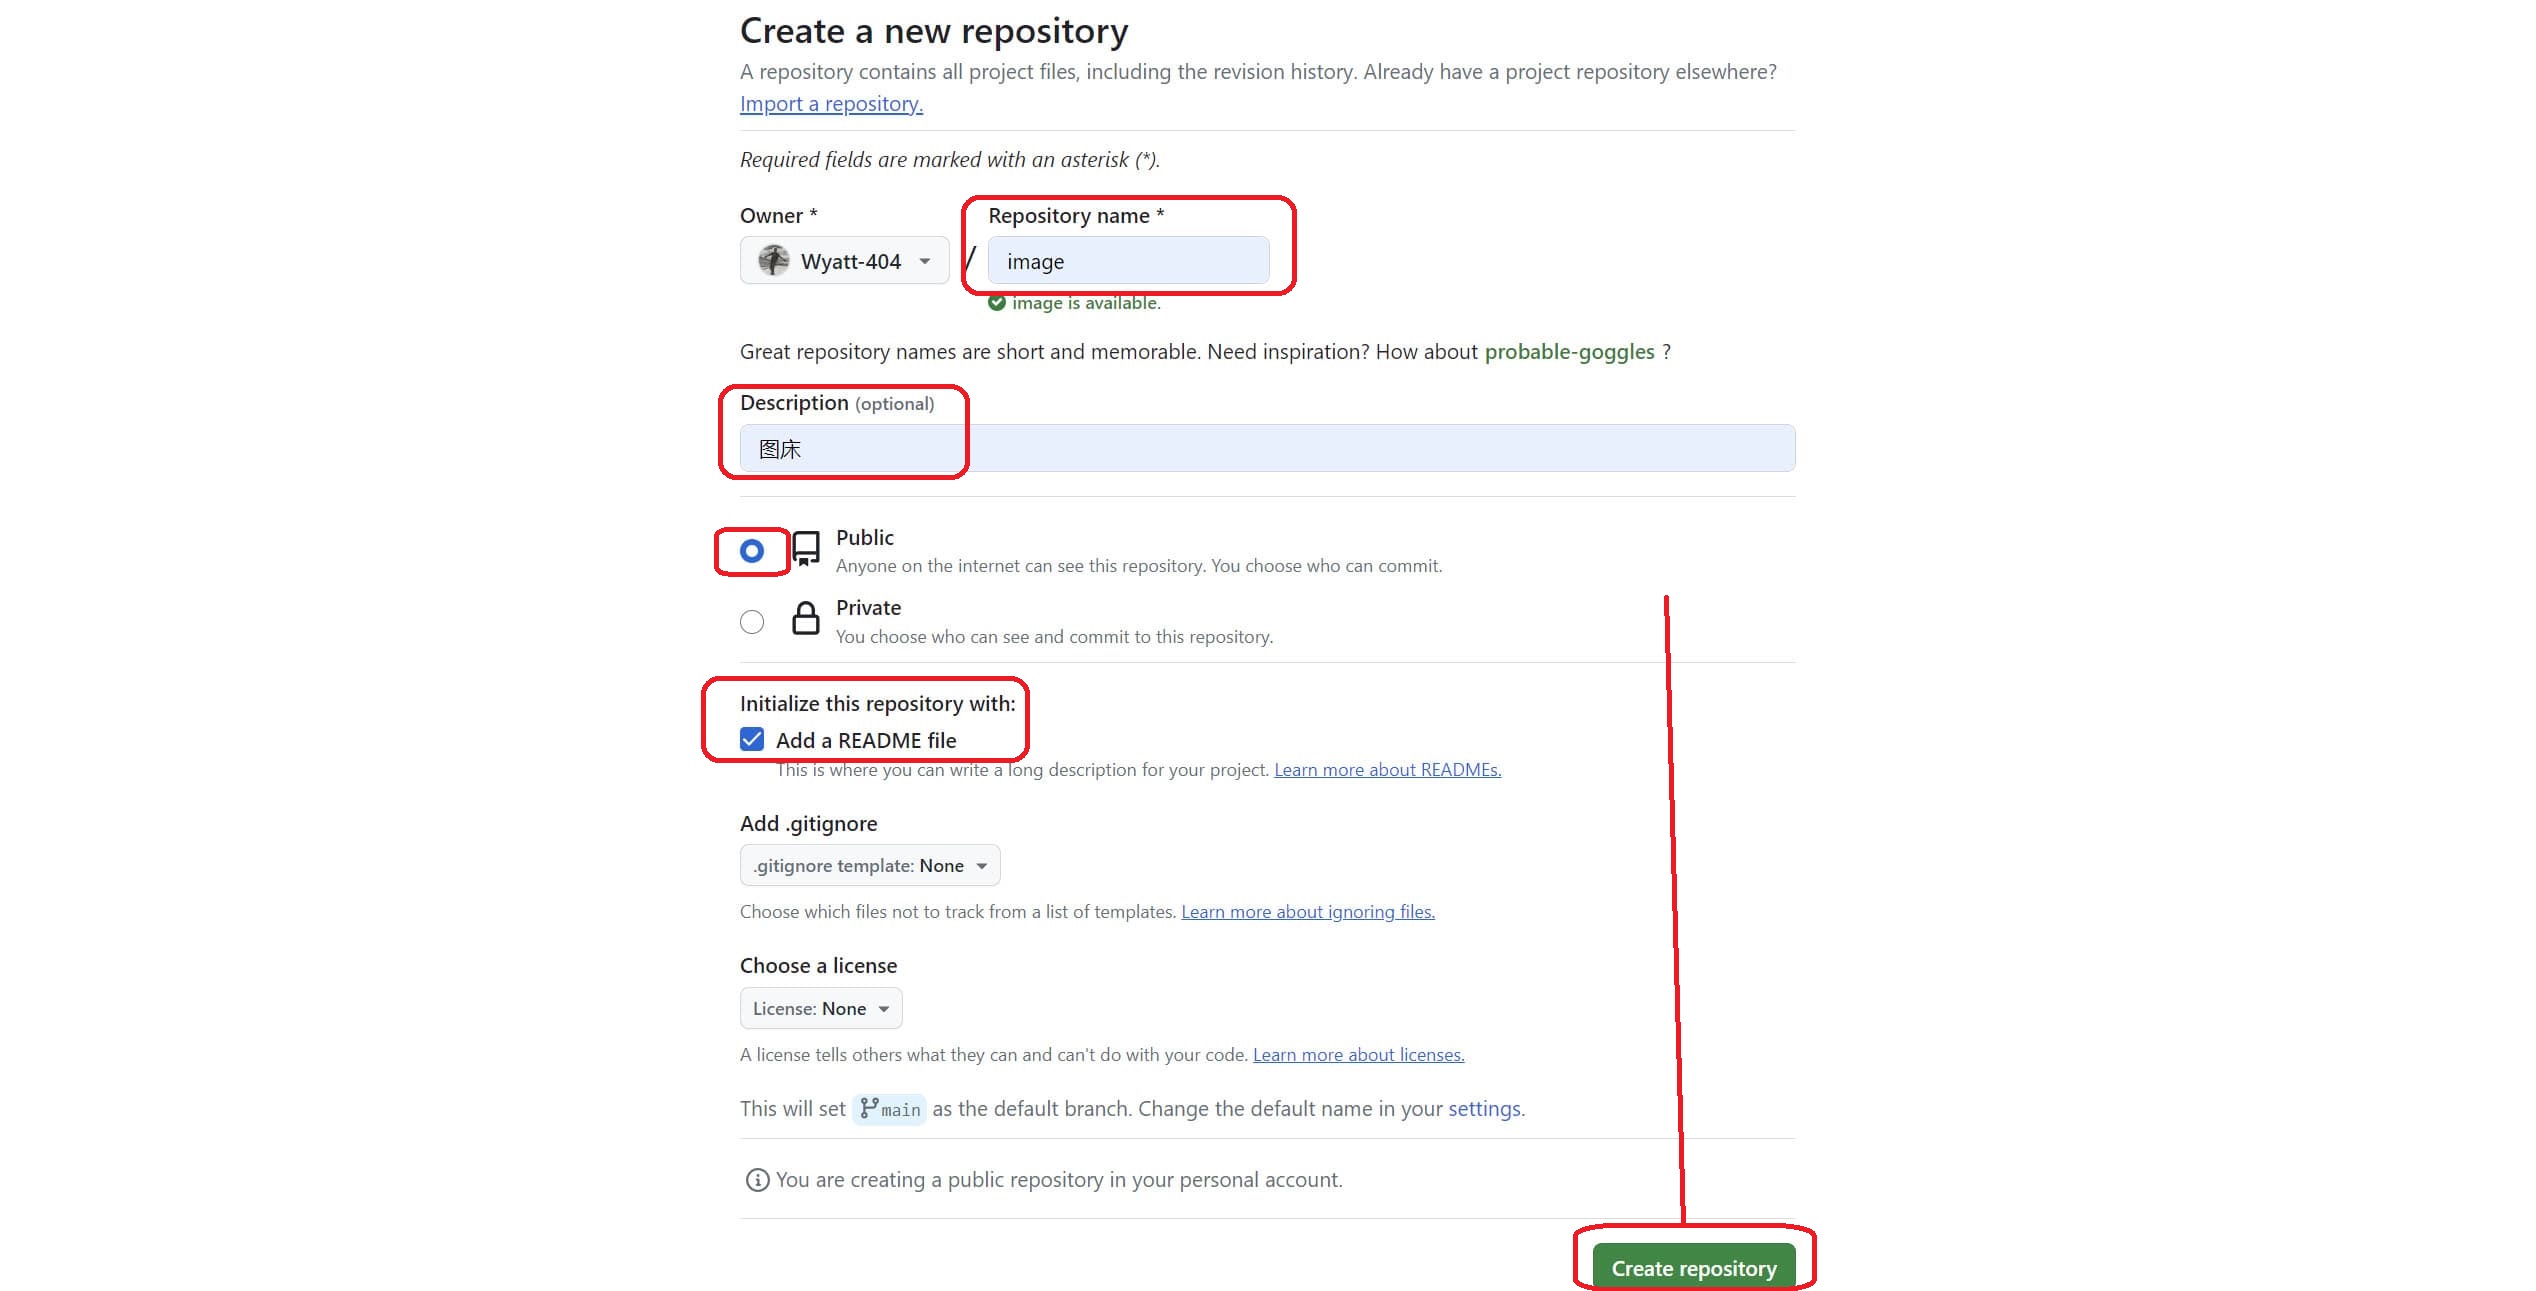 Create a new repository
A repository contains all project files, including the revision history. Already have a project repository elsewhere?
Import a repository.
Required fields are marked with an asterisk (*).
Owner *
Repository name *
Wyatt-404
/
image
image is available.
Great repository names are short and memorable. Need inspiration? How about probable-goggles ?
Description (optional)
图床
Public
Anyone on the internet can see this repository. You choose who can commit.
Private
You choose who can see and commit to this repository.
Initialize this repository with:
Add a README file
This is where you can write a long description for your project. Learn more about READMEs.
Add .gitignore
.gitignore template: None
Choose which files not to track from a list of templates. Learn more about ignoring files.
Choose a license
License: None
A license tells others what they can and can't do with your code. Learn more about licenses.
This will set main as the default branch. Change the default name in your settings.
You are creating a public repository in your personal account.
Create repository